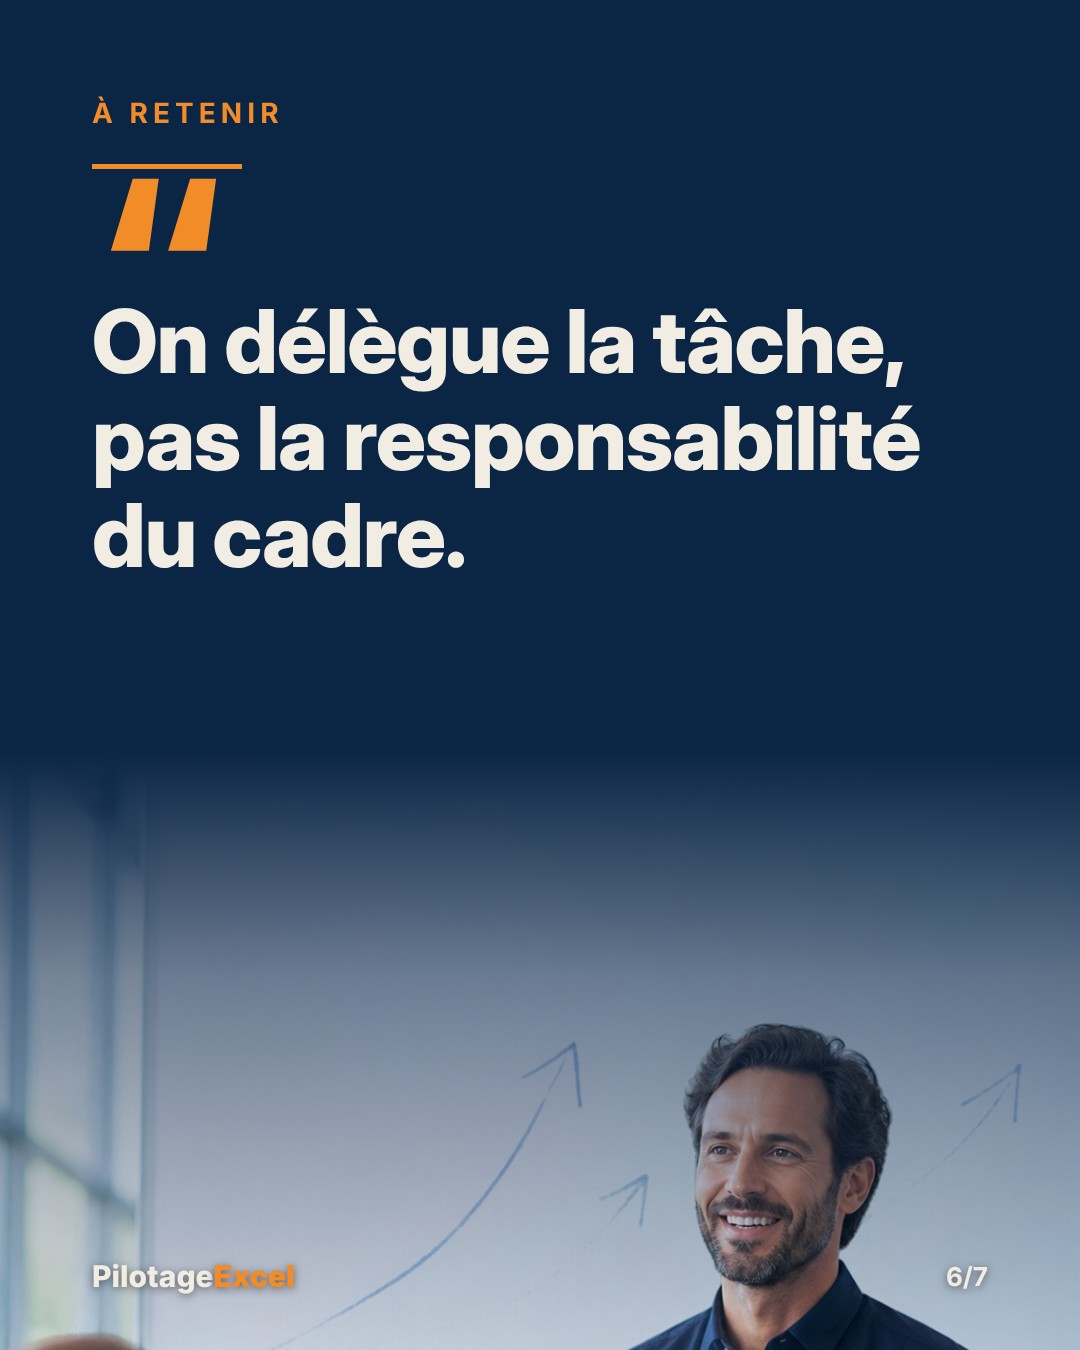 À RETENIR
"
On délègue la tâche,
pas la responsabilité
du cadre.
PilotageExcel
6/7